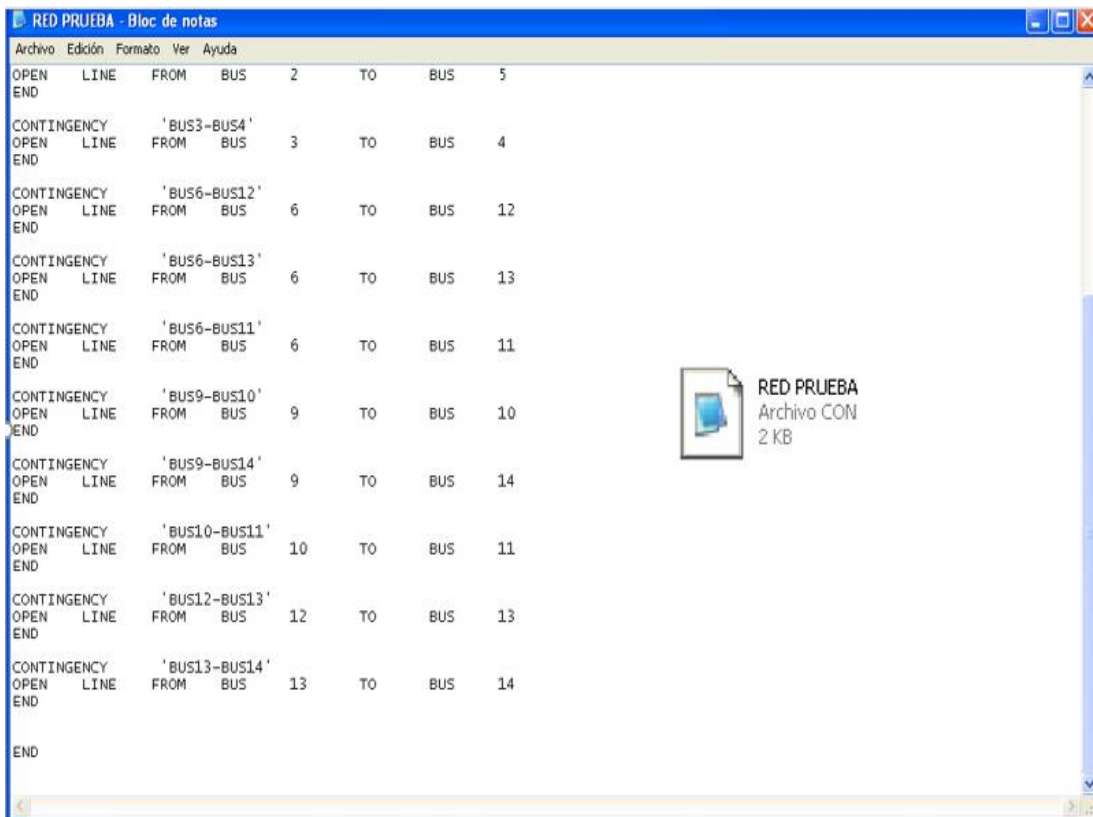 RED PRUEBA - Bloc de notas
Archivo Edición Formato Ver Ayuda
OPEN LINE FROM BUS 2 TO BUS 5
END
CONTINGENCY 'BUS3-BUS4'
OPEN LINE FROM BUS 3 TO BUS 4
END
CONTINGENCY 'BUS6-BUS12'
OPEN LINE FROM BUS 6 TO BUS 12
END
CONTINGENCY 'BUS6-BUS13'
OPEN LINE FROM BUS 6 TO BUS 13
END
CONTINGENCY 'BUS6-BUS11'
OPEN LINE FROM BUS 6 TO BUS 11
END
CONTINGENCY 'BUS9-BUS10'
OPEN LINE FROM BUS 9 TO BUS 10
END
CONTINGENCY 'BUS9-BUS14'
OPEN LINE FROM BUS 9 TO BUS 14
END
CONTINGENCY 'BUS10-BUS11'
OPEN LINE FROM BUS 10 TO BUS 11
END
CONTINGENCY 'BUS12-BUS13'
OPEN LINE FROM BUS 12 TO BUS 13
END
CONTINGENCY 'BUS13-BUS14'
OPEN LINE FROM BUS 13 TO BUS 14
END
END
RED PRUEBA
Archivo CON
2 KB